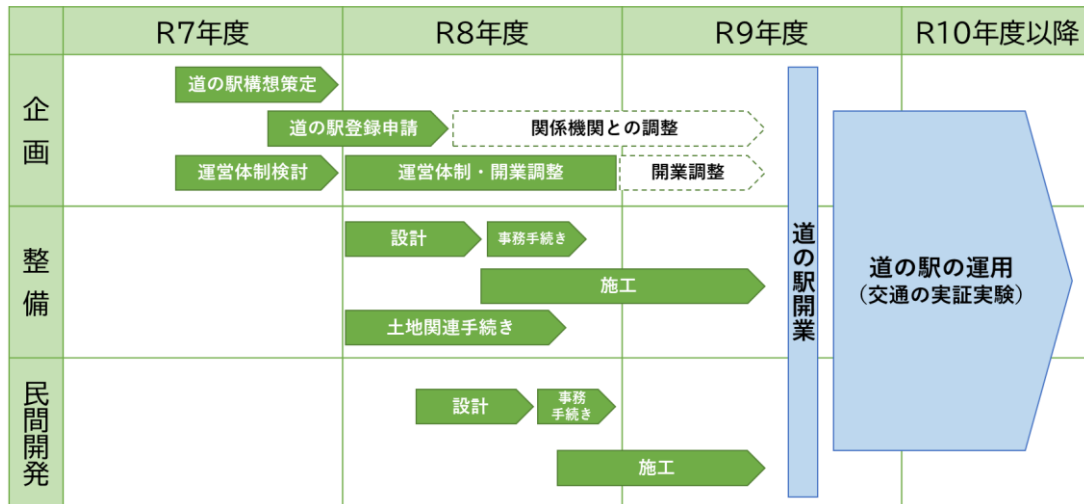 R7年度
R8年度
R9年度
R10年度以降
企画
道の駅構想策定
道の駅登録申請
関係機関との調整
運営体制検討
運営体制・開業調整
開業調整
整備
設計
事務手続き
施工
土地関連手続き
民間開発
設計
事務
手続き
施工
道の駅開業
道の駅の運用
（交通の実証実験）